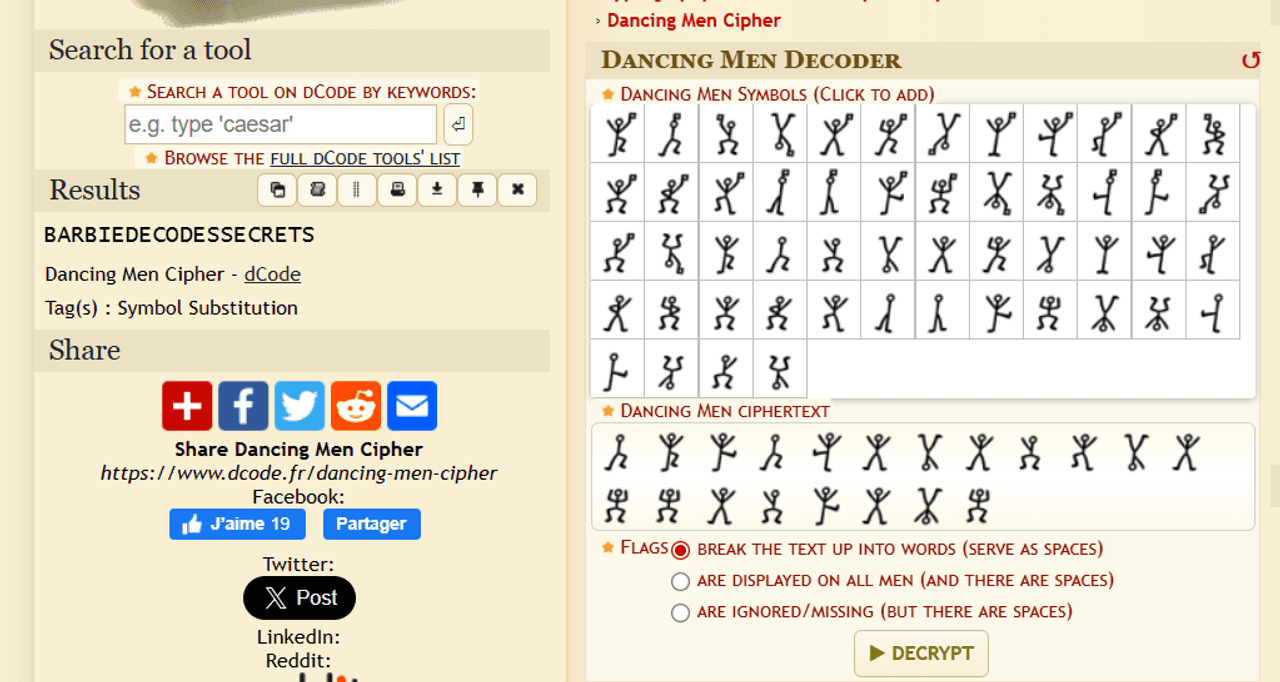 Search for a tool
★ Search a tool on dCode by keywords:
e.g. type 'caesar'
★ Browse the full dCode tools' list
Results
BARBIEDECODESSECRETS
Dancing Men Cipher - dCode
Tag(s) : Symbol Substitution
Share
Share Dancing Men Cipher
https://www.dcode.fr/dancing-men-cipher
Facebook:
J'aime 19
Partager
Twitter:
Post
LinkedIn:
Reddit:
› Dancing Men Cipher
Dancing Men Decoder
★ Dancing Men Symbols (Click to add)
★ Dancing Men ciphertext
★ Flags
Break the text up into words (serve as spaces)
are displayed on all men (and there are spaces)
are ignored/missing (but there are spaces)
▶ DECRYPT